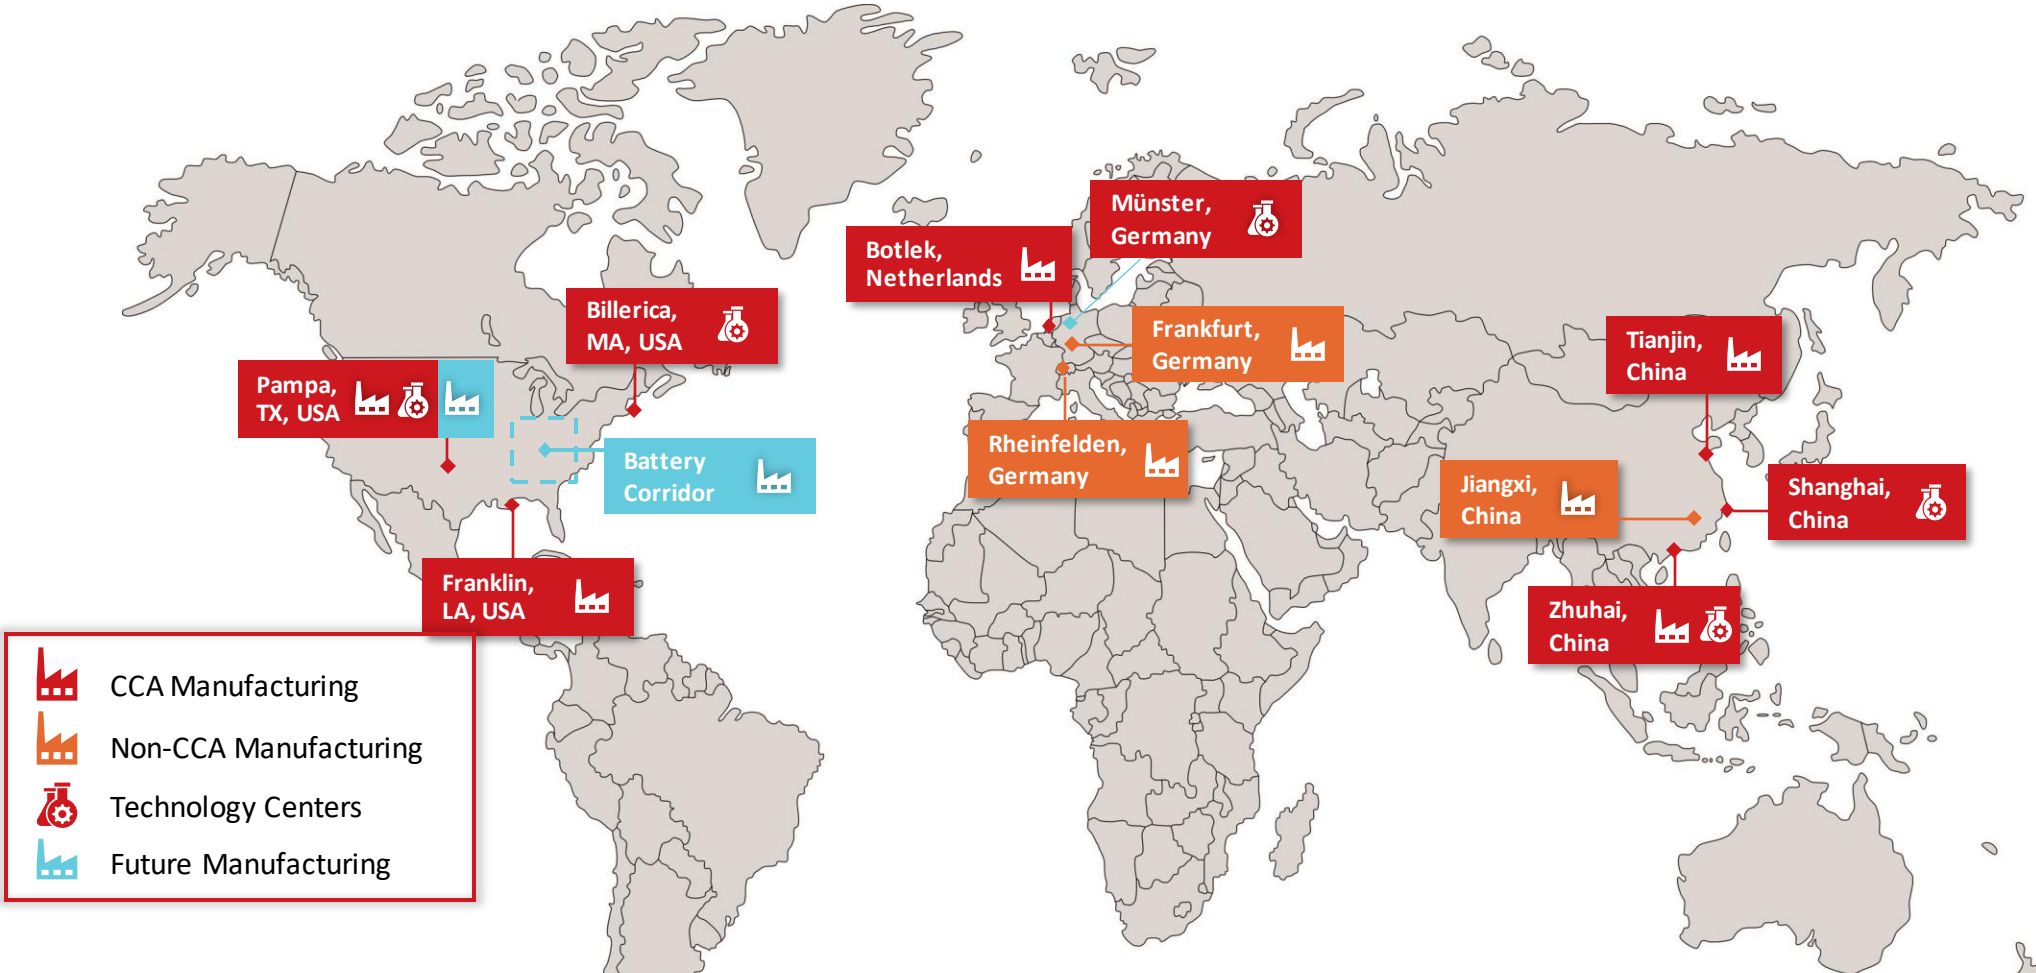 Münster,
Germany
Botlek,
Netherlands
Billerica,
MA, USA
Frankfurt,
Germany
Tianjin,
China
Pampa,
TX, USA
Battery
Corridor
Rheinfelden,
Germany
Jiangxi,
China
Shanghai,
China
Franklin,
LA, USA
Zhuhai,
China
CCA Manufacturing
Non-CCA Manufacturing
Technology Centers
Future Manufacturing